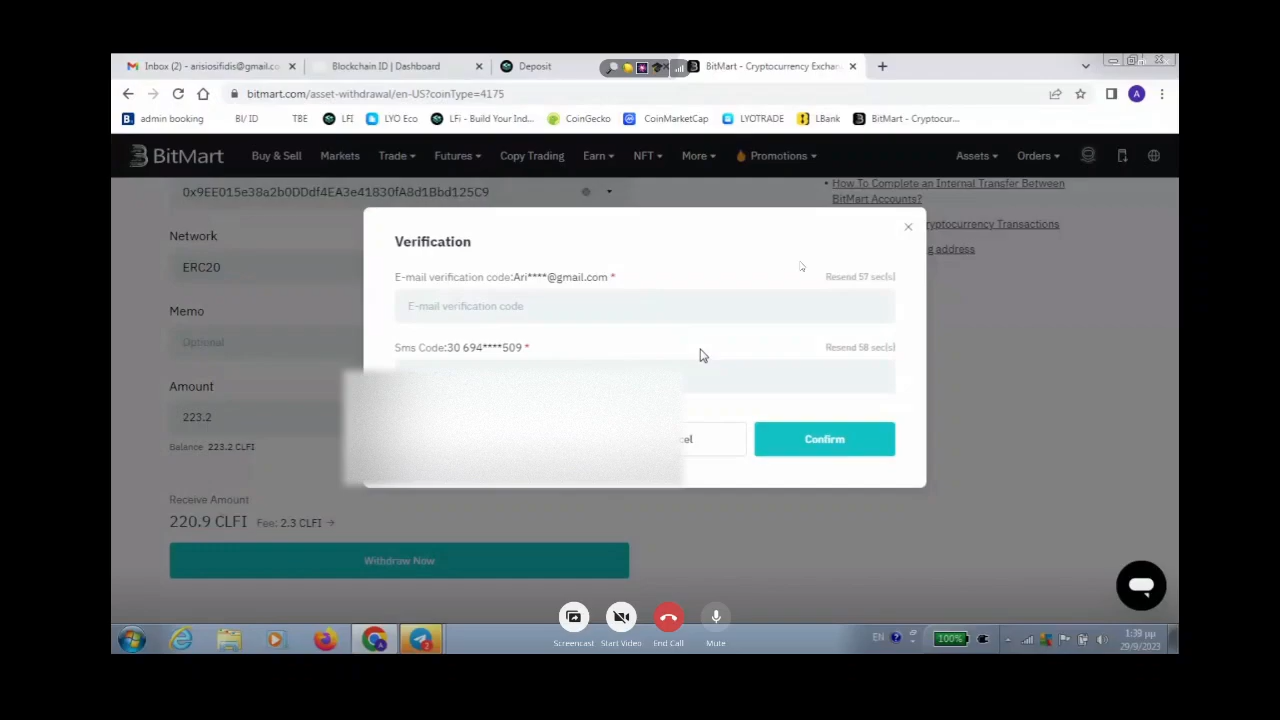 Inbox (2) - arisiosifidis@gmail.co
Blockchain ID | Dashboard
Deposit
BitMart - Cryptocurrency Exchan
bitmart.com/asset-withdrawal/en-US?coinType=4175
A
admin booking
BI/ ID
TBE
LFI
LYO Eco
LFi - Build Your Ind...
CoinGecko
CoinMarketCap
LYOTRADE
LBank
BitMart - Cryptocur...
BitMart
Buy & Sell
Markets
Trade
Futures
Copy Trading
Earn
NFT
More
Promotions
Assets
Orders
0x9EE015e38a2b0DDdf4EA3e41830fA8d1Bbd125C9
How To Complete an Internal Transfer Between
BitMart Accounts?
ryptocurrency Transactions
g address
Network
ERC20
Memo
Optional
Amount
223.2
Balance 223.2 CLFI
Verification
E-mail verification code:Ari****@gmail.com *
Resend 57 sec(s)
E-mail verification code
Sms Code:30 694****509 *
Resend 58 sec(s)
cel
Confirm
Receive Amount
220.9 CLFI Fee: 2.3 CLFI →
Withdraw Now
Screencast
Start Video
End Call
Mute
2
EN
100%
1:39 μμ
29/9/2023